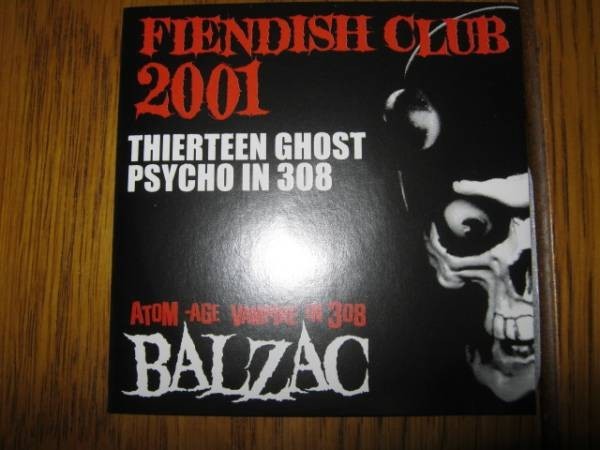 FIENDISH CLUB
2001
THIERTEEN GHOST
PSYCHO IN 308
ATOM-AGE VAMPIRE IN 308
BALZAC